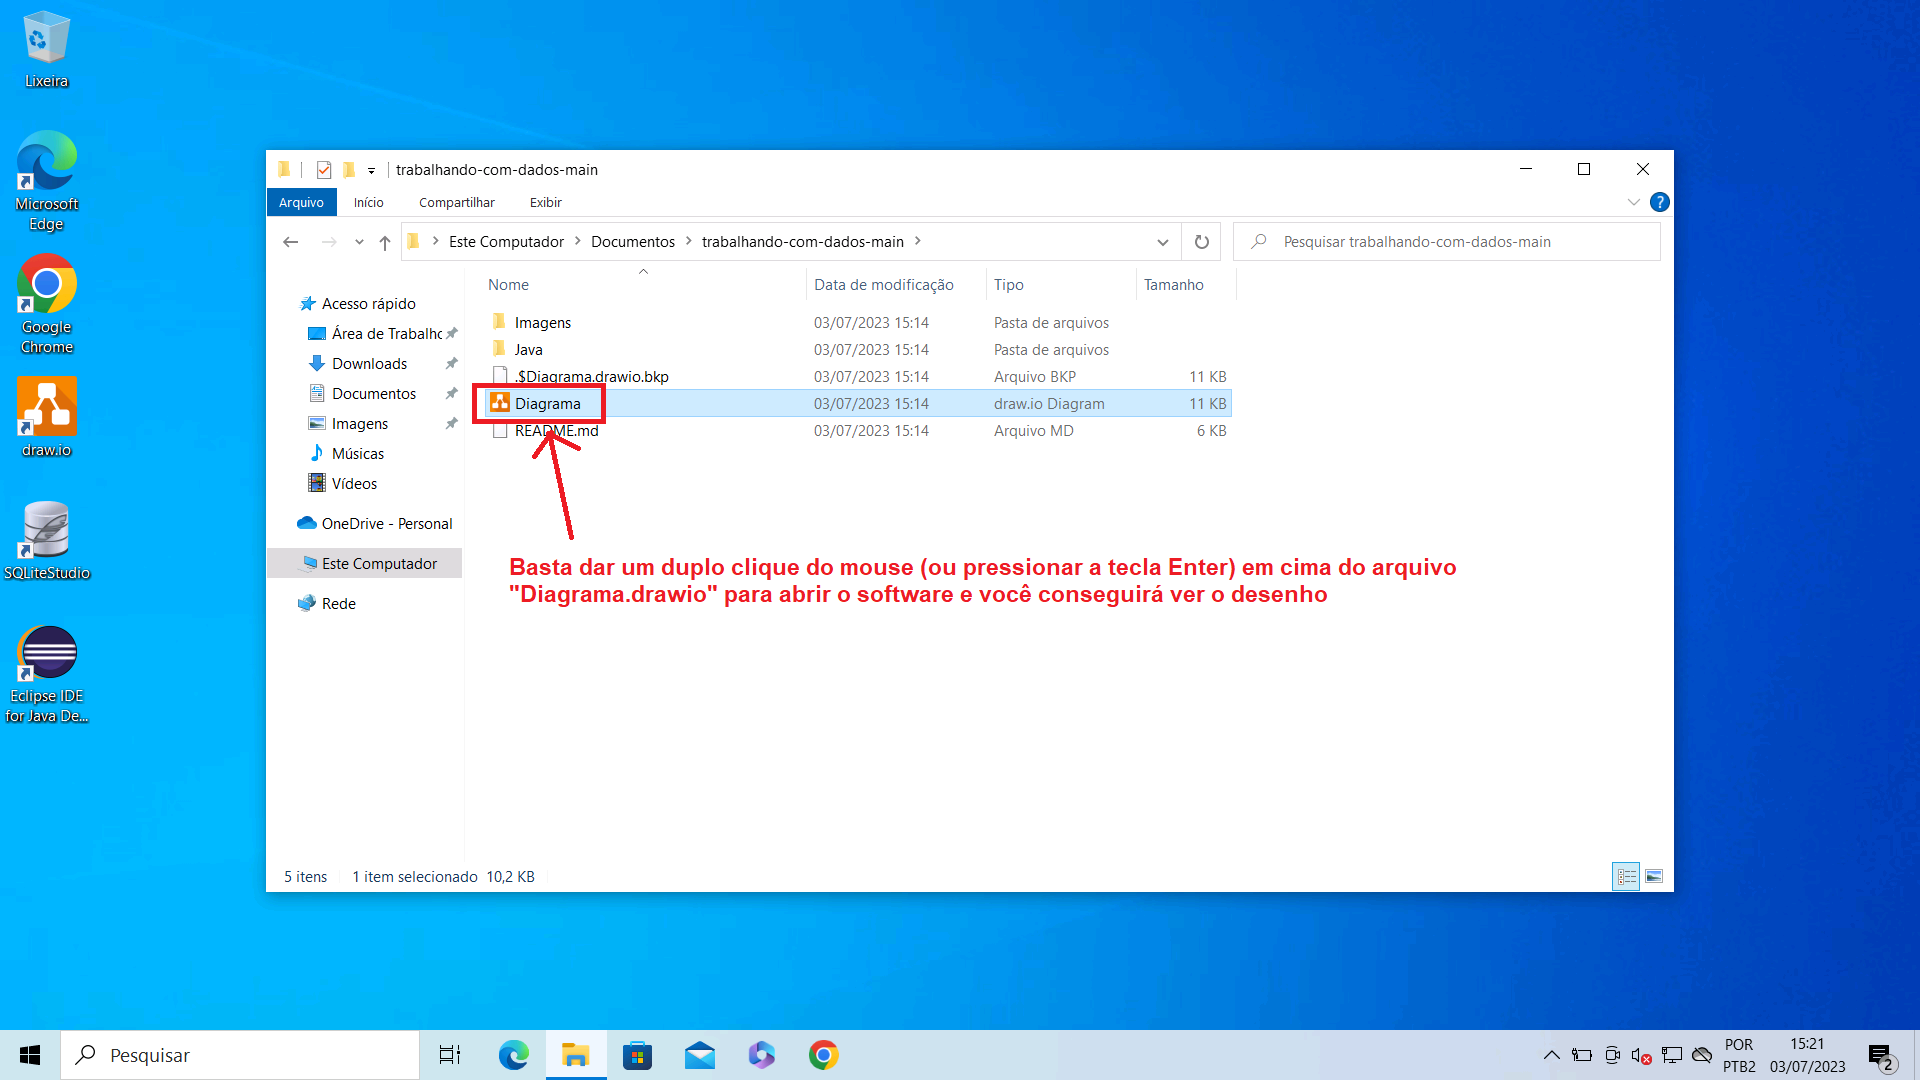 Lixeira
Microsoft
Edge
Google
Chrome
draw.io
SQLiteStudio
Eclipse IDE
for Java De...
trabalhando-com-dados-main
Arquivo Início Compartilhar Exibir
?
Este Computador Documentos trabalhando-com-dados-main
Pesquisar trabalhando-com-dados-main
Acesso rápido
Área de Trabalho
Downloads
Documentos
Imagens
Músicas
Vídeos
OneDrive - Personal
Este Computador
Rede
Nome Data de modificação Tipo Tamanho
Imagens 03/07/2023 15:14 Pasta de arquivos
Java 03/07/2023 15:14 Pasta de arquivos
.$Diagrama.drawio.bkp 03/07/2023 15:14 Arquivo BKP 11 KB
Diagrama 03/07/2023 15:14 draw.io Diagram 11 KB
README.md 03/07/2023 15:14 Arquivo MD 6 KB
Basta dar um duplo clique do mouse (ou pressionar a tecla Enter) em cima do arquivo
"Diagrama.drawio" para abrir o software e você conseguirá ver o desenho
5 itens 1 item selecionado 10,2 KB
Pesquisar
POR
PTB2
15:21
03/07/2023
2